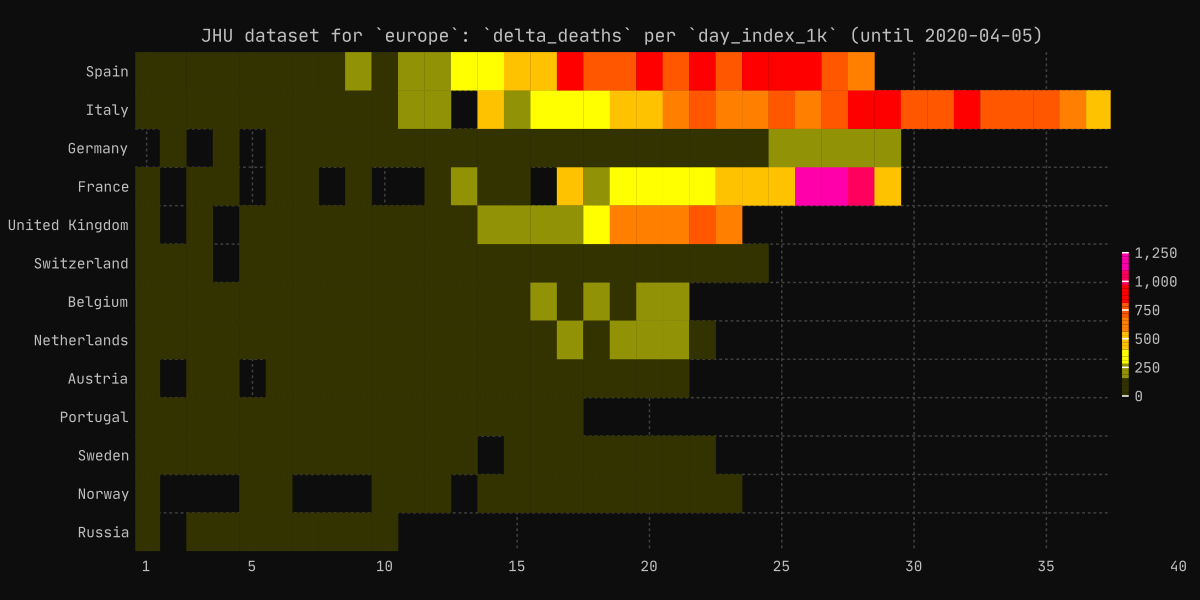 JHU dataset for `europe`: `delta_deaths` per `day_index_1k` (until 2020-04-05)
Spain
Italy
Germany
France
United Kingdom
Switzerland
Belgium
Netherlands
Austria
Portugal
Sweden
Norway
Russia
1,250
1,000
750
500
250
0
1 5 10 15 20 25 30 35 40